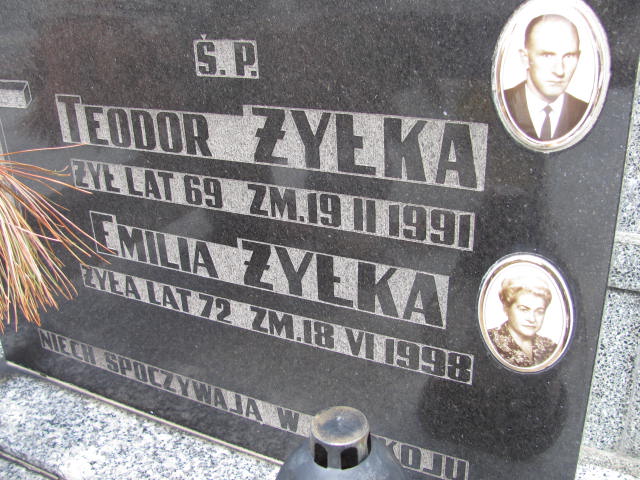 Ś. P.
TEODOR ŻYŁKA
ŻYŁ LAT 69 ZM. 19 II 1991
EMILIA ŻYŁKA
ŻYŁA LAT 72 ZM. 18 VI 1998
NIECH SPOCZYWAJĄ W KOJU